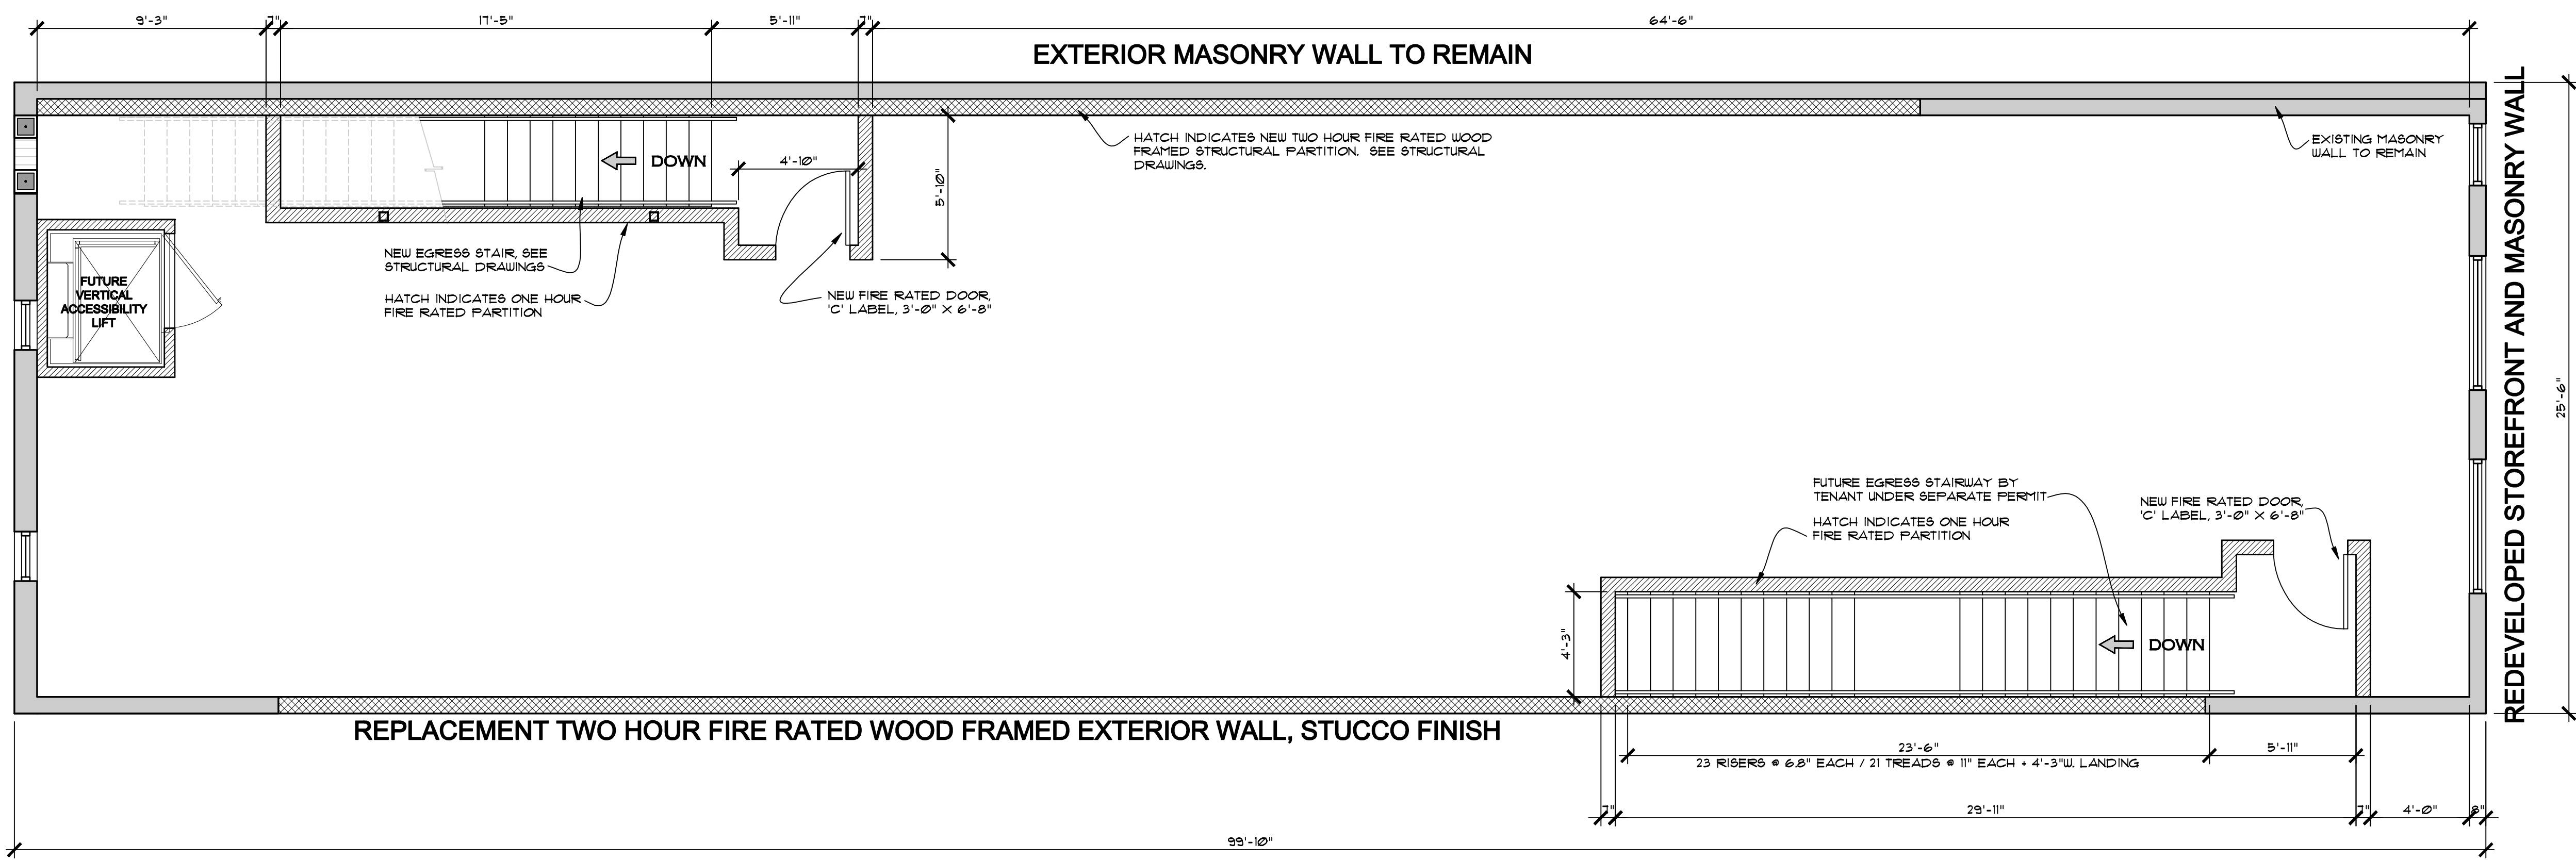 9'-3" 7" 17'-5" 5'-11" 7" 64'-6"
EXTERIOR MASONRY WALL TO REMAIN
HATCH INDICATES NEW TWO HOUR FIRE RATED WOOD
FRAMED STRUCTURAL PARTITION. SEE STRUCTURAL
DRAWINGS.
EXISTING MASONRY
WALL TO REMAIN
DOWN
4'-10"
5'-10"
NEW EGRESS STAIR, SEE
STRUCTURAL DRAWINGS
HATCH INDICATES ONE HOUR
FIRE RATED PARTITION
NEW FIRE RATED DOOR,
'C' LABEL, 3'-0" X 6'-8"
FUTURE
VERTICAL
ACCESSIBILITY
LIFT
REDEVELOPED STOREFRONT AND MASONRY WALL
25'-6"
FUTURE EGRESS STAIRWAY BY
TENANT UNDER SEPARATE PERMIT
HATCH INDICATES ONE HOUR
FIRE RATED PARTITION
NEW FIRE RATED DOOR,
'C' LABEL, 3'-0" X 6'-8"
4'-3"
DOWN
REPLACEMENT TWO HOUR FIRE RATED WOOD FRAMED EXTERIOR WALL, STUCCO FINISH
23'-6" 5'-11"
23 RISERS @ 6.8" EACH / 21 TREADS @ 11" EACH + 4'-3"W. LANDING
7" 29'-11" 7" 4'-0" 8"
99'-10"